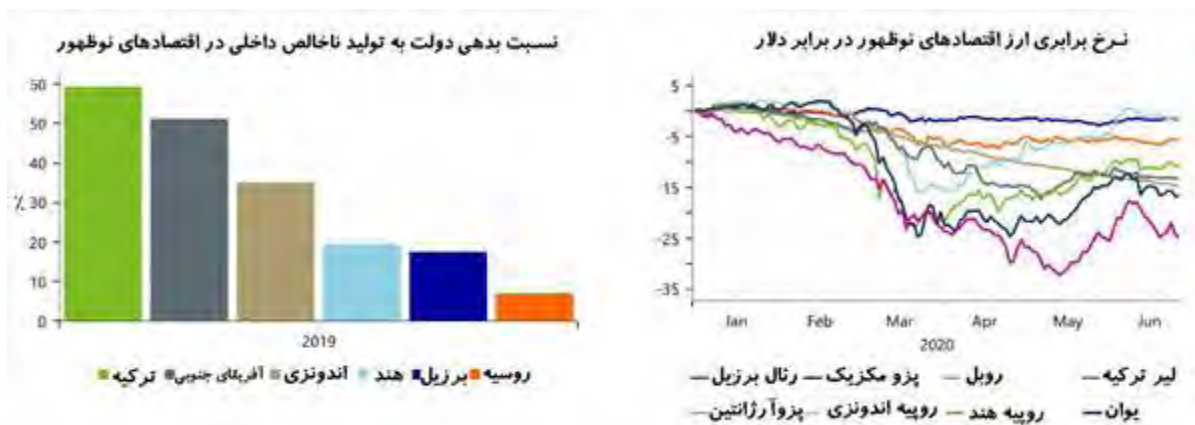 نسبت بدهی دولت به تولید ناخالص داخلی در اقتصادهای نوظهور
60
50
40
30
20
10
0
٪
2019
ترکیه آفریقای جنوبی اندونزی هند برزیل روسیه
نرخ برابری ارز اقتصادهای نوظهور در برابر دلار
5
-5
-15
-25
-35
Jan Feb Mar Apr May Jun
2020
لیر ترکیه روبل پزو مکزیک رئال برزیل
یوان روپیه هند روپیه اندونزی پزوآرژانتین